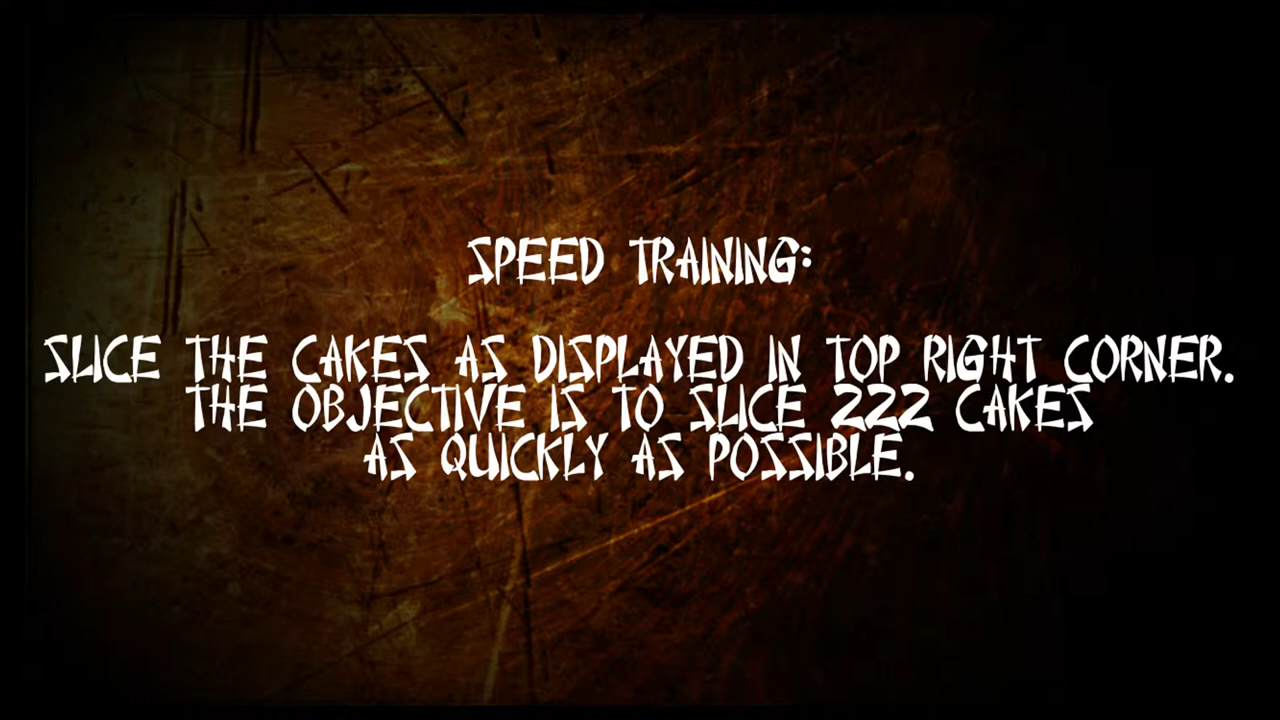 SPEED TRAINING:
SLICE THE CAKES AS DISPLAYED IN TOP RIGHT CORNER.
THE OBJECTIVE IS TO SLICE 222 CAKES
AS QUICKLY AS POSSIBLE.